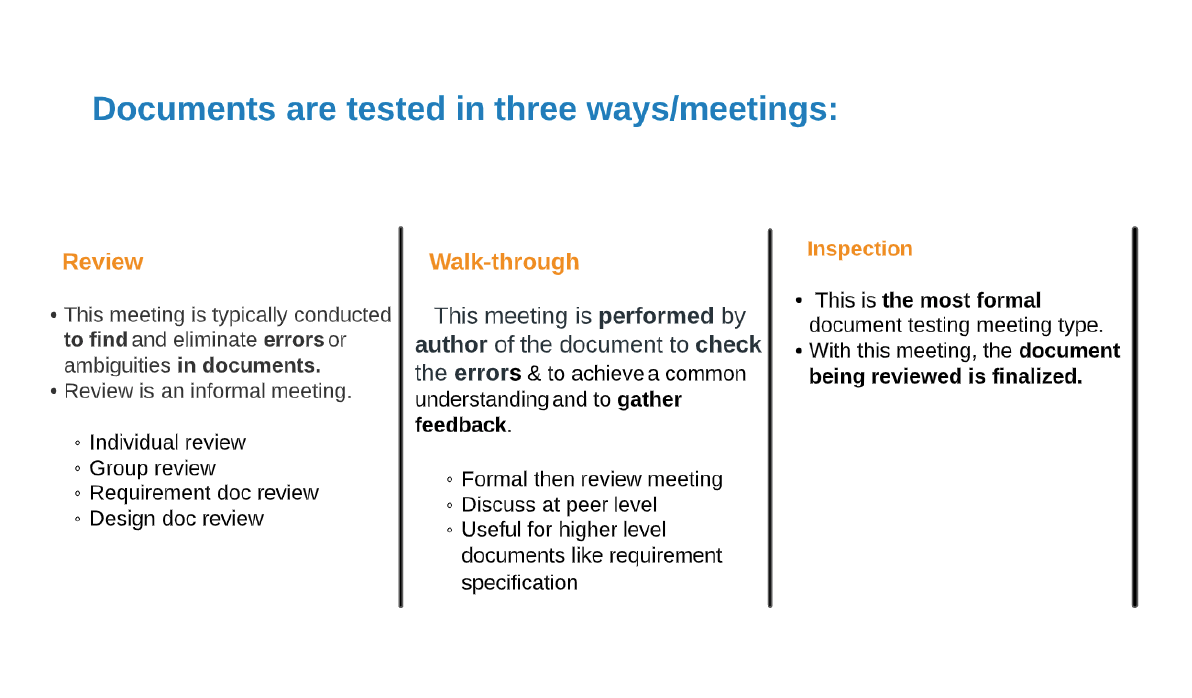 Documents are tested in three ways/meetings:
Review
• This meeting is typically conducted
to find and eliminate errors or
ambiguities in documents.
• Review is an informal meeting.
◦ Individual review
◦ Group review
◦ Requirement doc review
◦ Design doc review
Walk-through
This meeting is performed by
author of the document to check
the errors & to achieve a common
understanding and to gather
feedback.
◦ Formal then review meeting
◦ Discuss at peer level
◦ Useful for higher level
documents like requirement
specification
Inspection
• This is the most formal
document testing meeting type.
• With this meeting, the document
being reviewed is finalized.